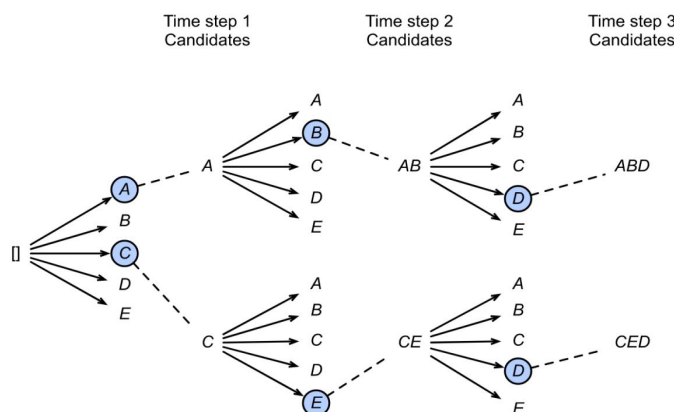 Time step 1 Time step 2 Time step 3
Candidates Candidates Candidates
A A
B B
A C AB C ABD
A D D
B E E
[] C
D A A
E B B
C C CE C CED
D D
E E